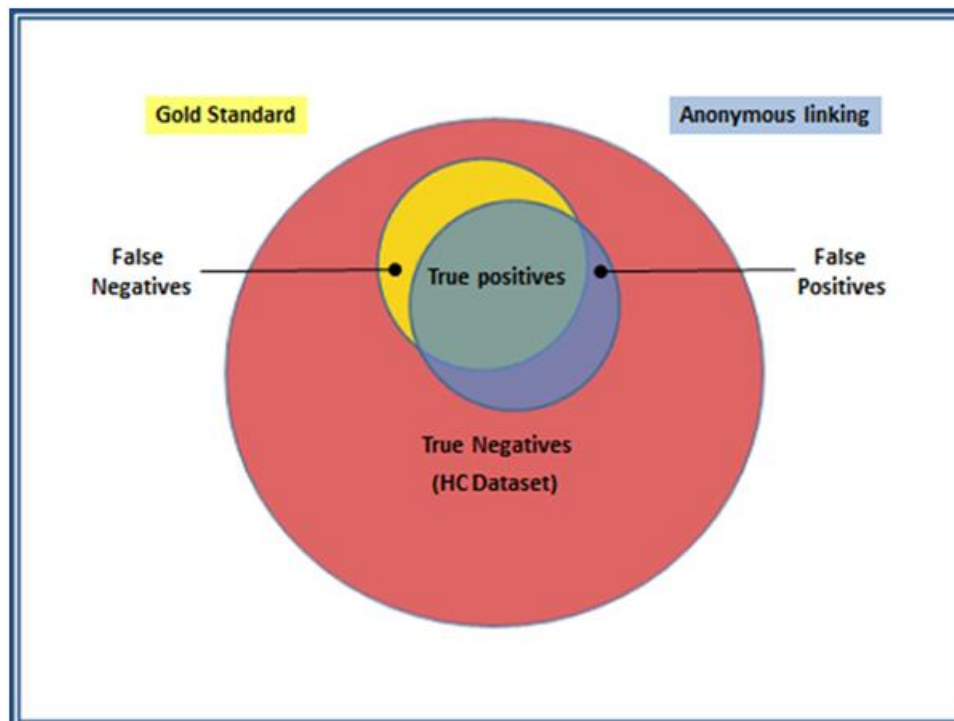 Gold Standard
Anonymous linking
False
Negatives
True positives
False
Positives
True Negatives
(HC Dataset)